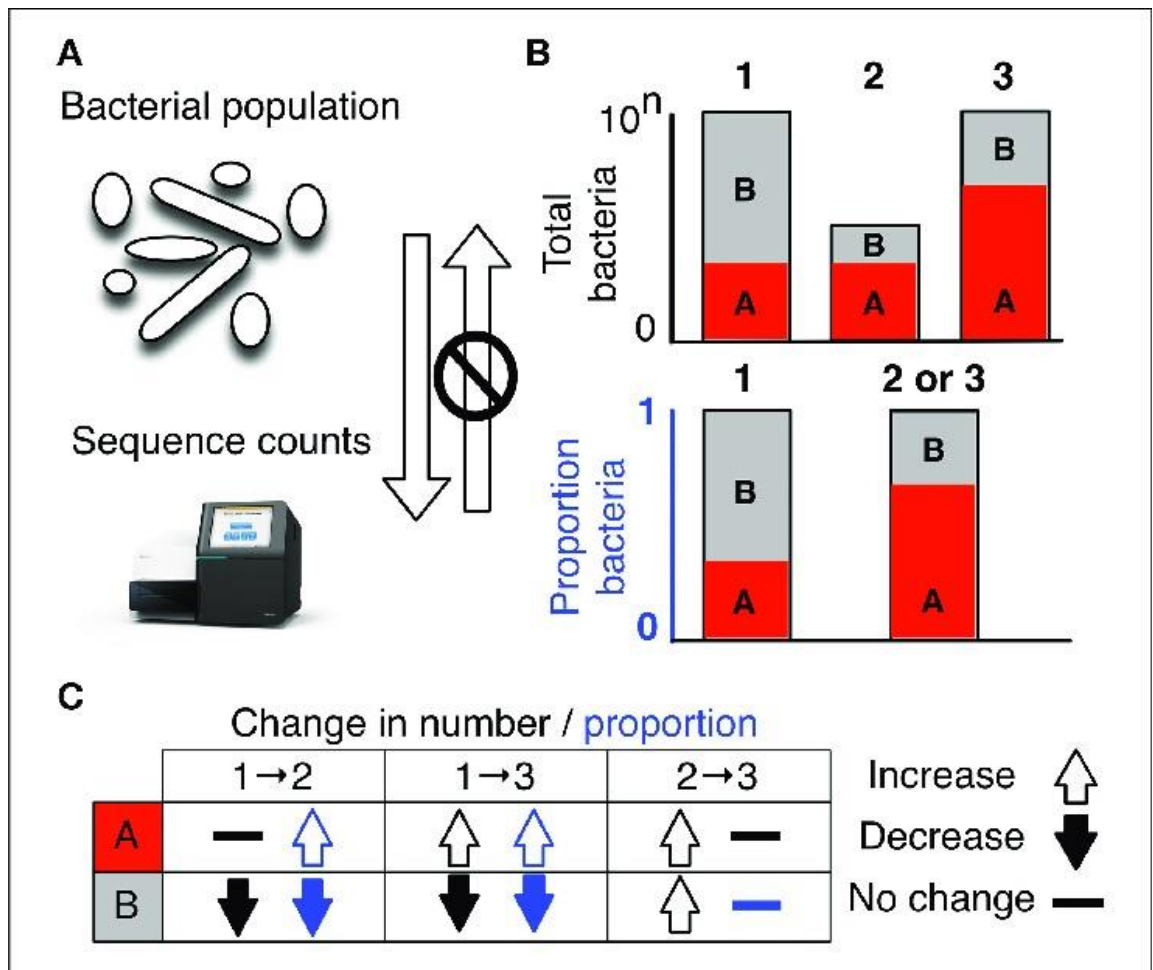 A
Bacterial population
Sequence counts
B
1 2 3
10n
Total
bacteria
0
B
A
B
A
B
A
1 2 or 3
1
Proportion
bacteria
0
B
A
B
A
C
Change in number / proportion
1→2 1→3 2→3
A
B
Increase
Decrease
No change